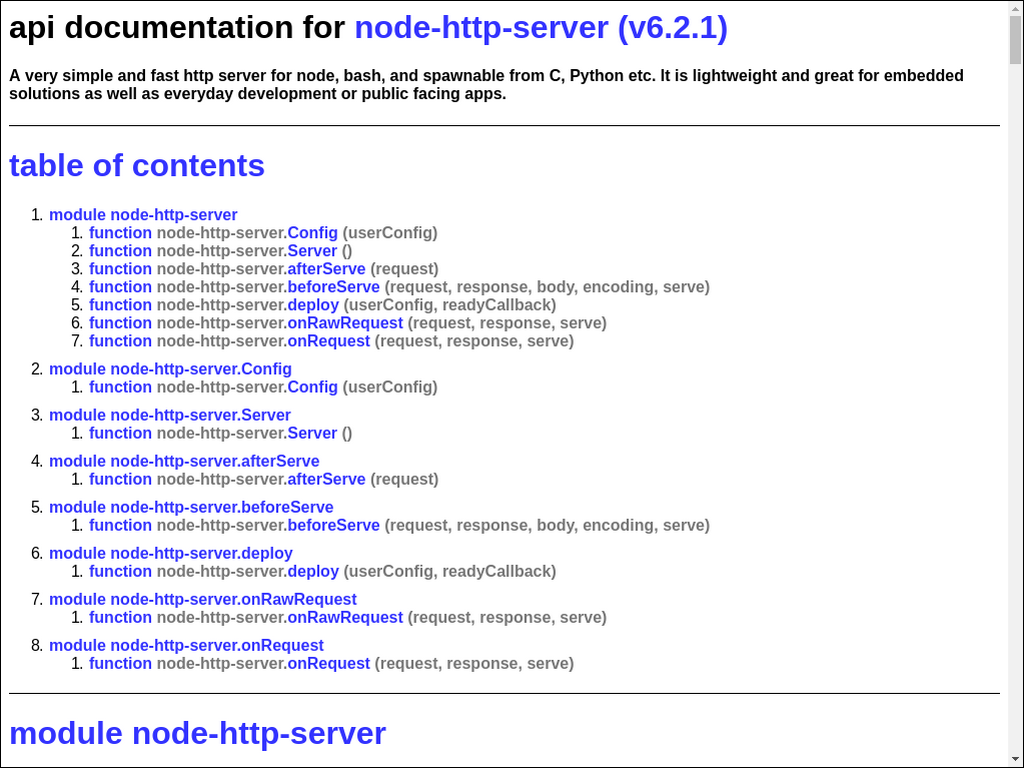 api documentation for node-http-server (v6.2.1)
A very simple and fast http server for node, bash, and spawnable from C, Python etc. It is lightweight and great for embedded
solutions as well as everyday development or public facing apps.
table of contents
1. module node-http-server
1. function node-http-server.Config (userConfig)
2. function node-http-server.Server ()
3. function node-http-server.afterServe (request)
4. function node-http-server.beforeServe (request, response, body, encoding, serve)
5. function node-http-server.deploy (userConfig, readyCallback)
6. function node-http-server.onRawRequest (request, response, serve)
7. function node-http-server.onRequest (request, response, serve)
2. module node-http-server.Config
1. function node-http-server.Config (userConfig)
3. module node-http-server.Server
1. function node-http-server.Server ()
4. module node-http-server.afterServe
1. function node-http-server.afterServe (request)
5. module node-http-server.beforeServe
1. function node-http-server.beforeServe (request, response, body, encoding, serve)
6. module node-http-server.deploy
1. function node-http-server.deploy (userConfig, readyCallback)
7. module node-http-server.onRawRequest
1. function node-http-server.onRawRequest (request, response, serve)
8. module node-http-server.onRequest
1. function node-http-server.onRequest (request, response, serve)
module node-http-server